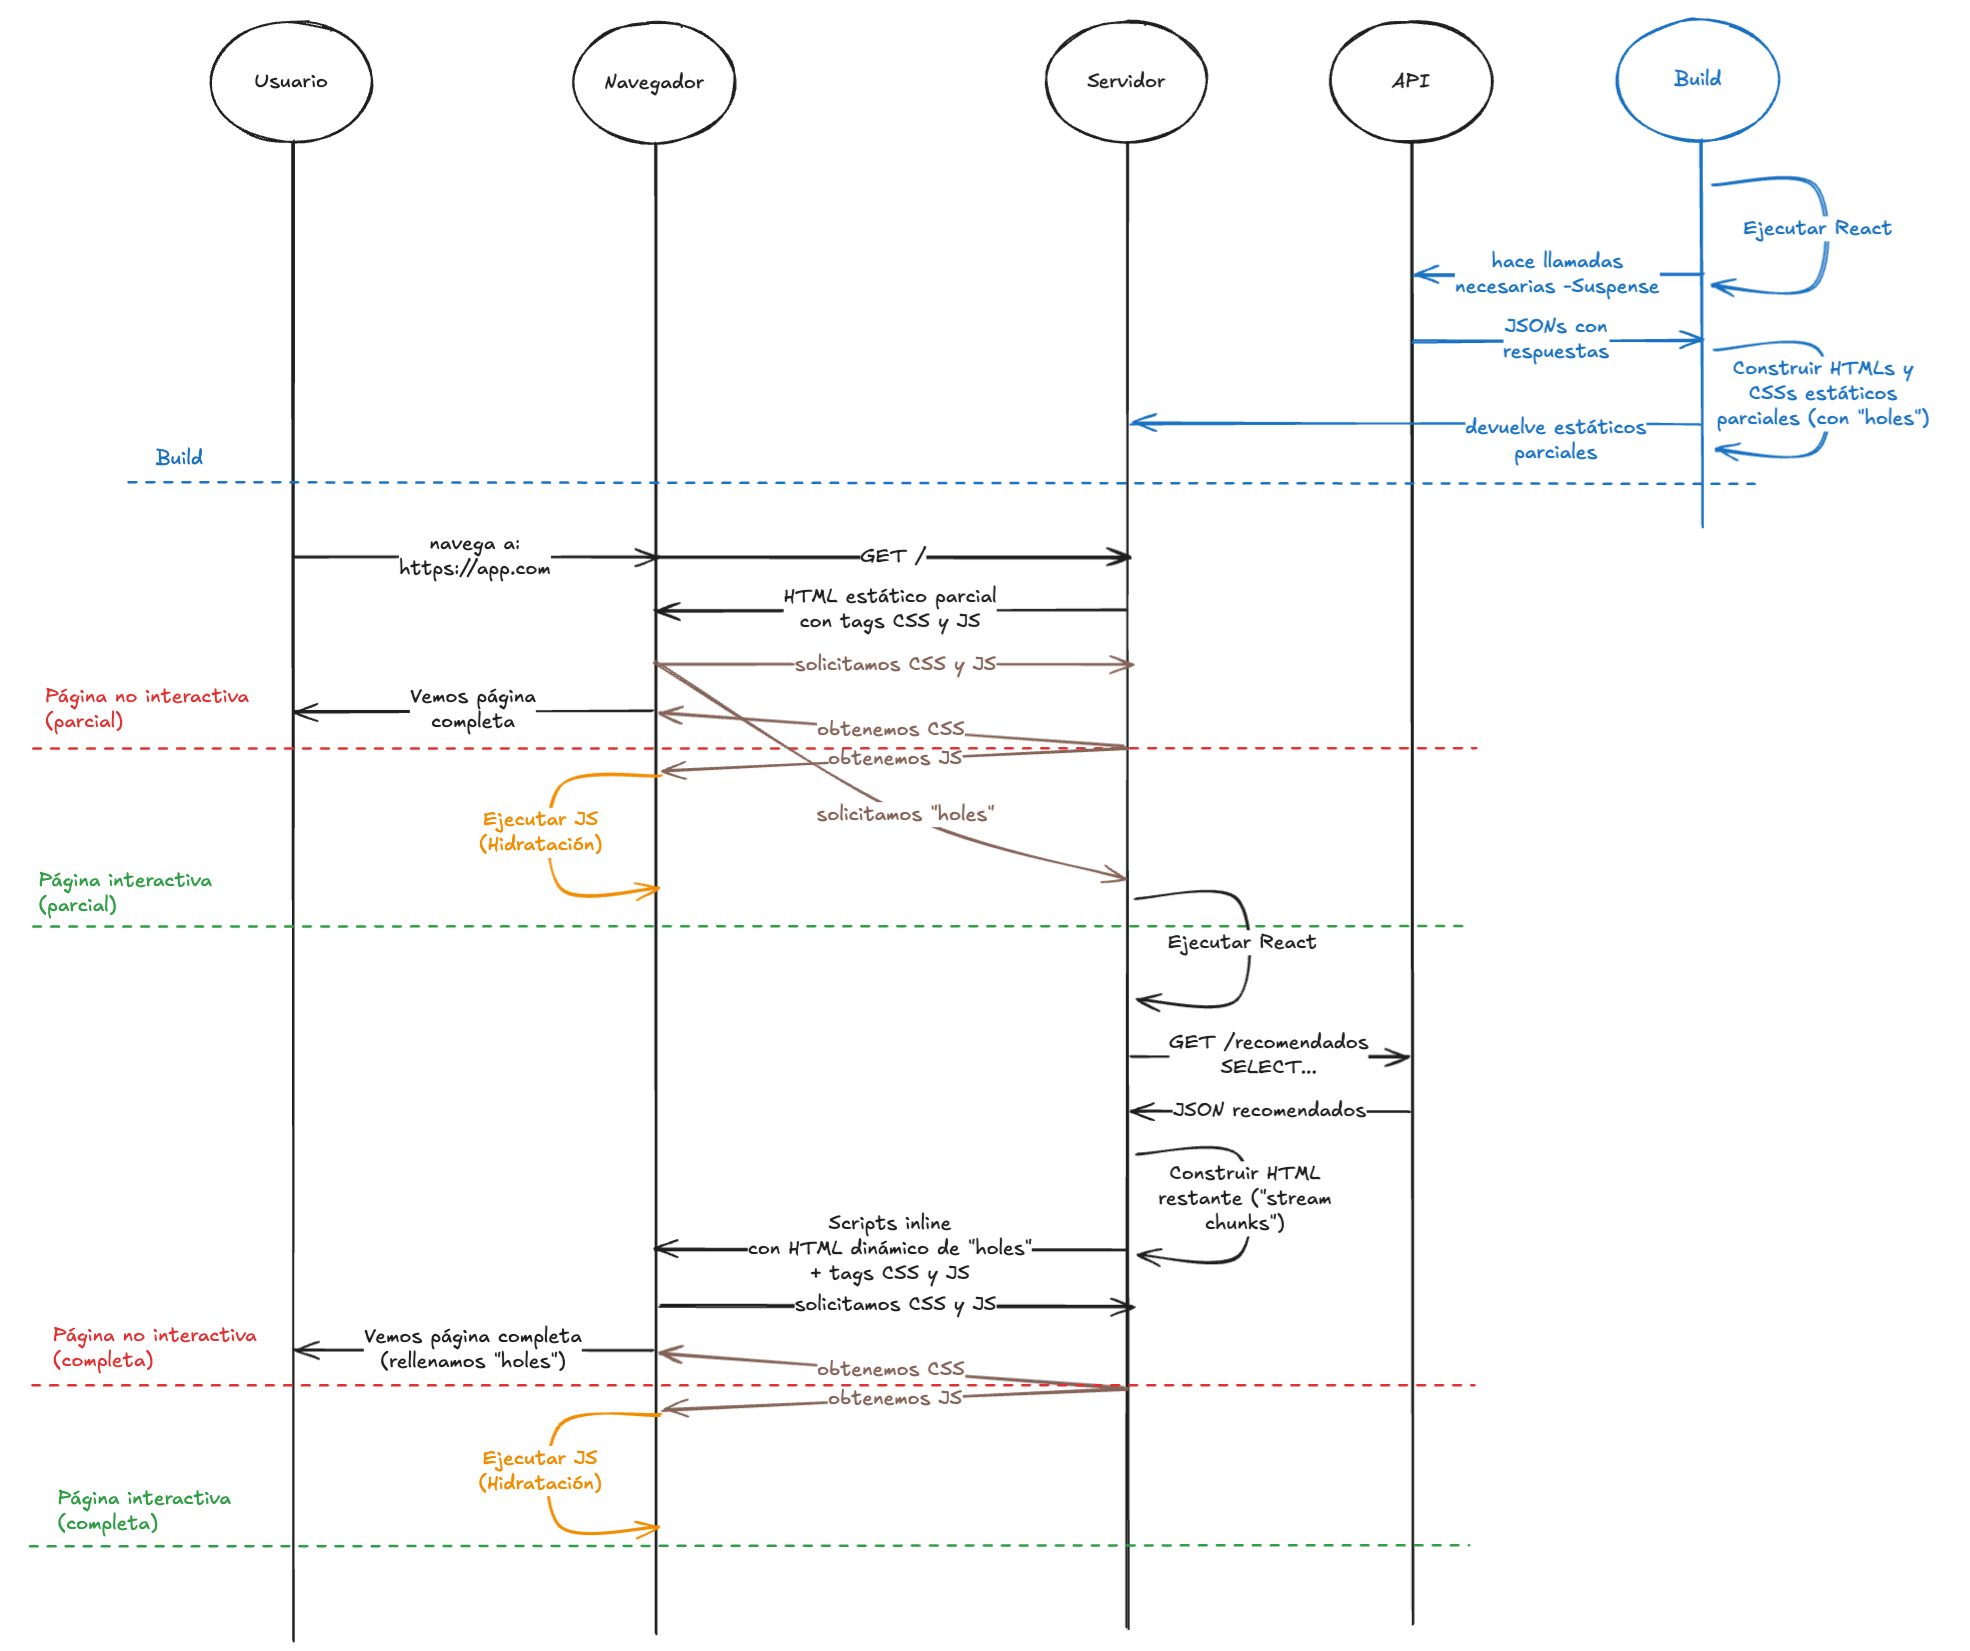 Usuario
Navegador
Servidor
API
Build
Ejecutar React
hace llamadas
necesarias -Suspense
JSONs con
respuestas
Construir HTMLs y
CSSs estáticos
parciales (con "holes")
devuelve estáticos
parciales
Build
navega a:
https://app.com
GET /
HTML estático parcial
con tags CSS y JS
solicitamos CSS y JS
Página no interactiva
(parcial)
Vemos página
completa
obtenemos CSS
obtenemos JS
solicitamos "holes"
Ejecutar JS
(Hidratación)
Página interactiva
(parcial)
Ejecutar React
GET /recomendados
SELECT...
JSON recomendados
Construir HTML
restante ("stream
chunks")
Scripts inline
con HTML dinámico de "holes"
+ tags CSS y JS
solicitamos CSS y JS
Página no interactiva
(completa)
Vemos página completa
(rellenamos "holes")
obtenemos CSS
obtenemos JS
Ejecutar JS
(Hidratación)
Página interactiva
(completa)